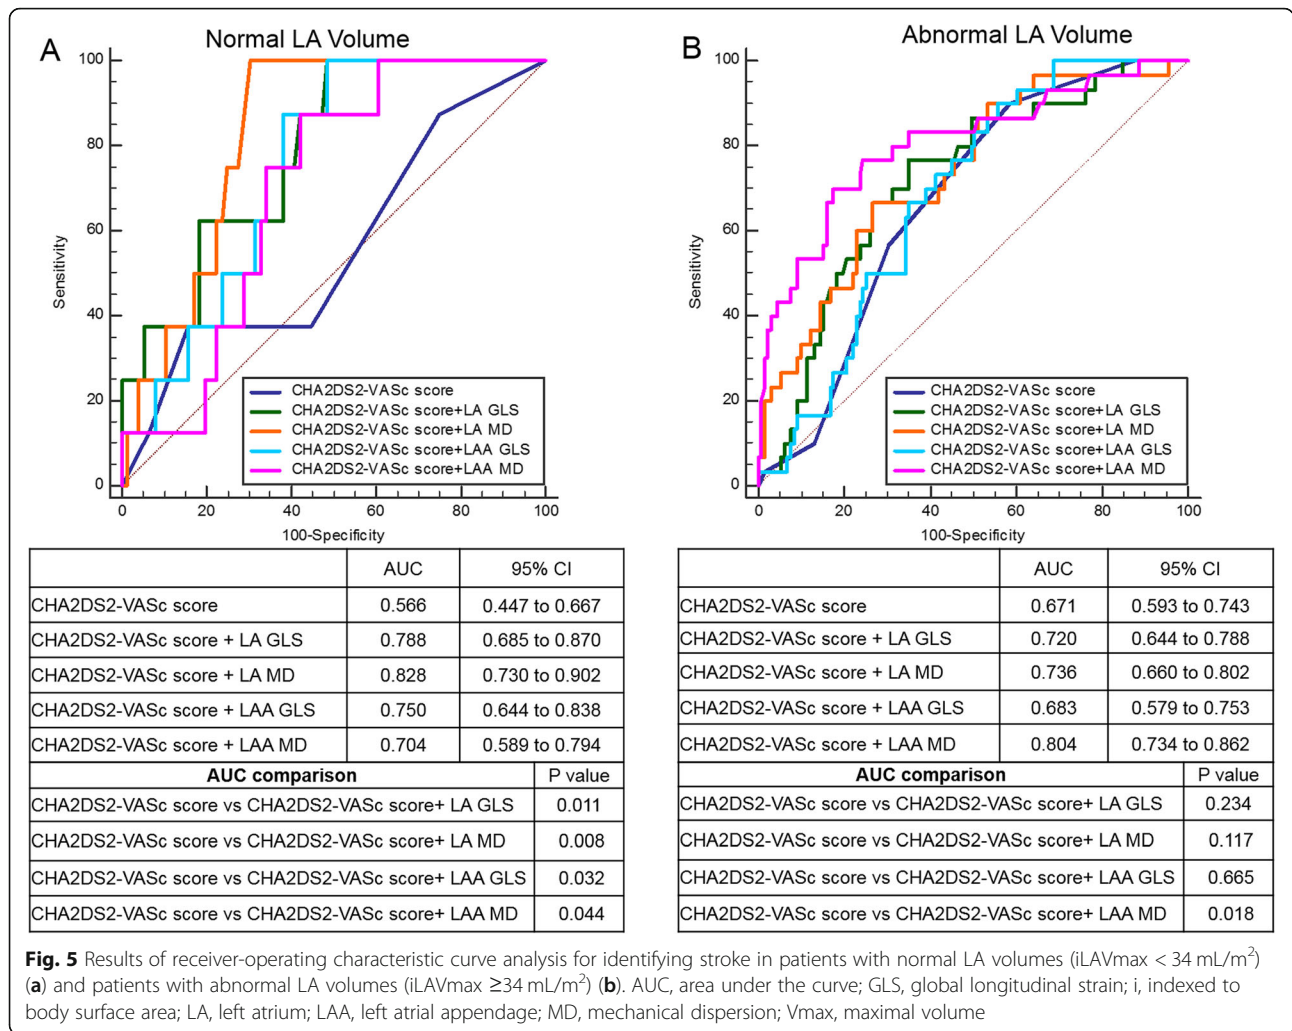 A
Normal LA Volume
100
80
60
40
20
0
Sensitivity
CHA2DS2-VASc score
CHA2DS2-VASc score+LA GLS
CHA2DS2-VASc score+LA MD
CHA2DS2-VASc score+LAA GLS
CHA2DS2-VASc score+LAA MD
0 20 40 60 80 100
100-Specificity
AUC 95% CI
CHA2DS2-VASc score 0.566 0.447 to 0.667
CHA2DS2-VASc score + LA GLS 0.788 0.685 to 0.870
CHA2DS2-VASc score + LA MD 0.828 0.730 to 0.902
CHA2DS2-VASc score + LAA GLS 0.750 0.644 to 0.838
CHA2DS2-VASc score + LAA MD 0.704 0.589 to 0.794
AUC comparison P value
CHA2DS2-VASc score vs CHA2DS2-VASc score+ LA GLS 0.011
CHA2DS2-VASc score vs CHA2DS2-VASc score+ LA MD 0.008
CHA2DS2-VASc score vs CHA2DS2-VASc score+ LAA GLS 0.032
CHA2DS2-VASc score vs CHA2DS2-VASc score+ LAA MD 0.044
B
Abnormal LA Volume
100
80
60
40
20
0
Sensitivity
CHA2DS2-VASc score
CHA2DS2-VASc score+LA GLS
CHA2DS2-VASc score+LA MD
CHA2DS2-VASc score+LAA GLS
CHA2DS2-VASc score+LAA MD
0 20 40 60 80 100
100-Specificity
AUC 95% CI
CHA2DS2-VASc score 0.671 0.593 to 0.743
CHA2DS2-VASc score + LA GLS 0.720 0.644 to 0.788
CHA2DS2-VASc score + LA MD 0.736 0.660 to 0.802
CHA2DS2-VASc score + LAA GLS 0.683 0.579 to 0.753
CHA2DS2-VASc score + LAA MD 0.804 0.734 to 0.862
AUC comparison P value
CHA2DS2-VASc score vs CHA2DS2-VASc score+ LA GLS 0.234
CHA2DS2-VASc score vs CHA2DS2-VASc score+ LA MD 0.117
CHA2DS2-VASc score vs CHA2DS2-VASc score+ LAA GLS 0.665
CHA2DS2-VASc score vs CHA2DS2-VASc score+ LAA MD 0.018
Fig. 5 Results of receiver-operating characteristic curve analysis for identifying stroke in patients with normal LA volumes (iLAVmax < 34 mL/m²)
(a) and patients with abnormal LA volumes (iLAVmax ≥34 mL/m²) (b). AUC, area under the curve; GLS, global longitudinal strain; i, indexed to
body surface area; LA, left atrium; LAA, left atrial appendage; MD, mechanical dispersion; Vmax, maximal volume